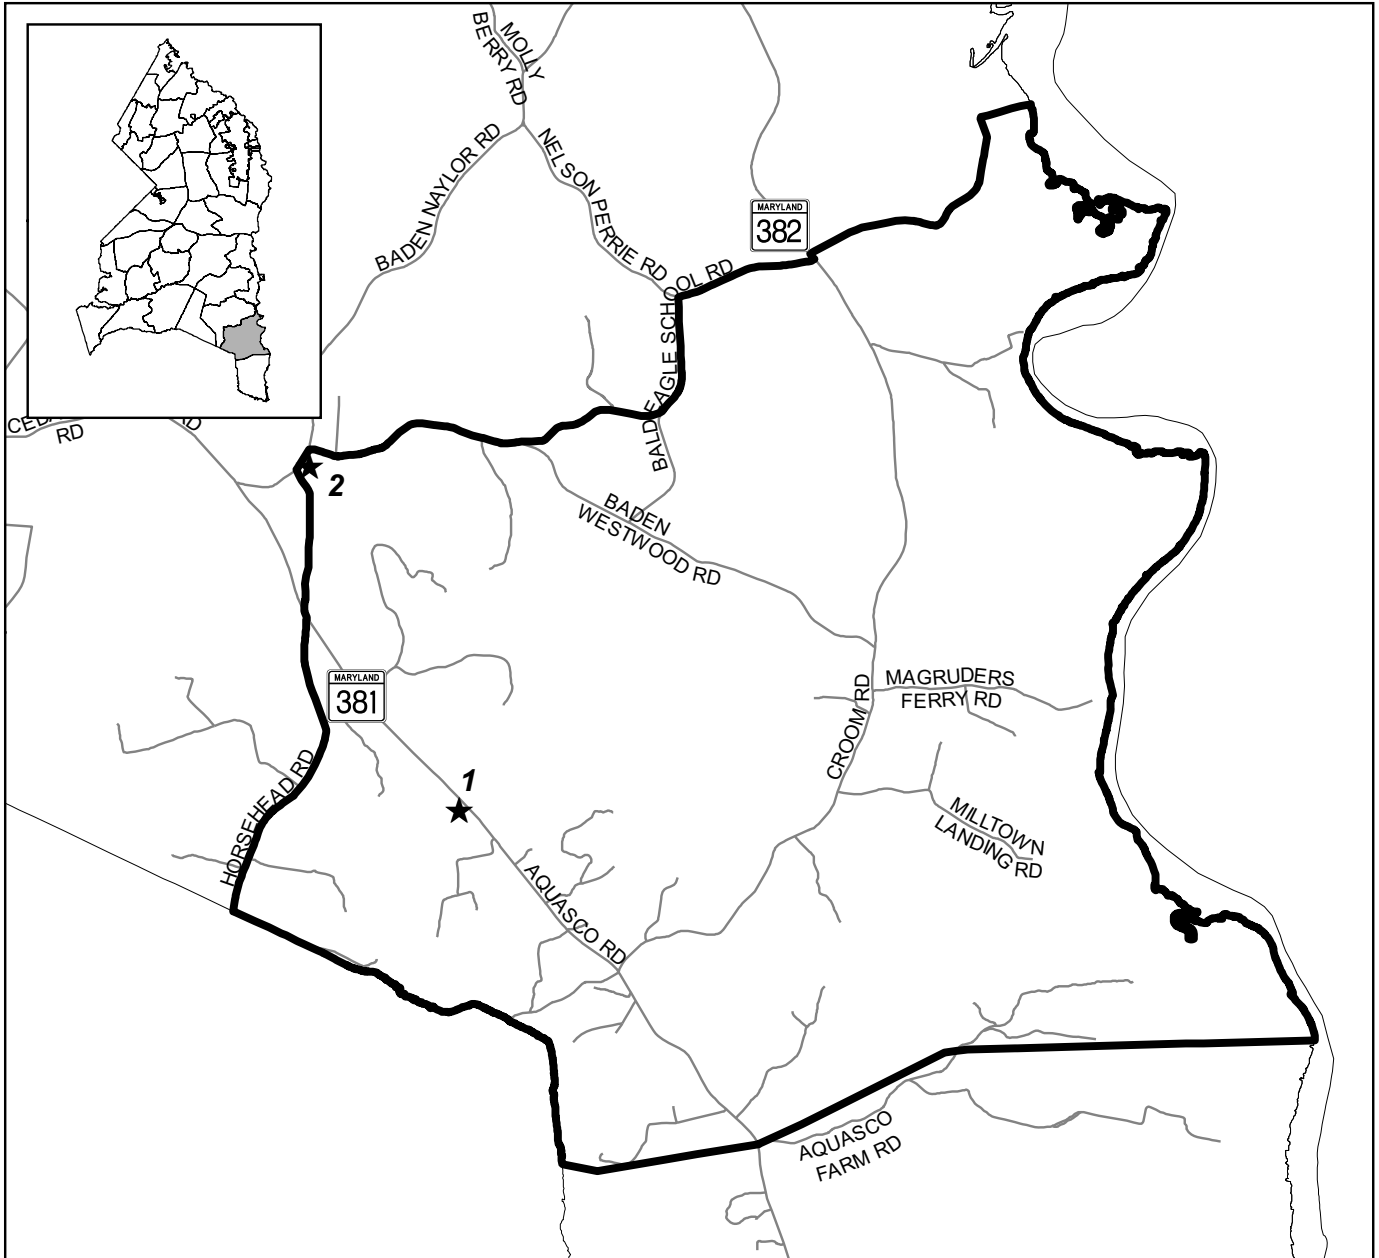 MOLLY
BERRY RD
BADEN NAYLOR RD
NELSON PERRIE RD
MARYLAND
382
BALD EAGLE SCHOOL RD
RD
2
BADEN
WESTWOOD RD
MARYLAND
381
MAGRUDERS
FERRY RD
CROOM RD
HORSEHEAD RD
1
MILLTOWN
LANDING RD
AQUASCO RD
AQUASCO
FARM RD